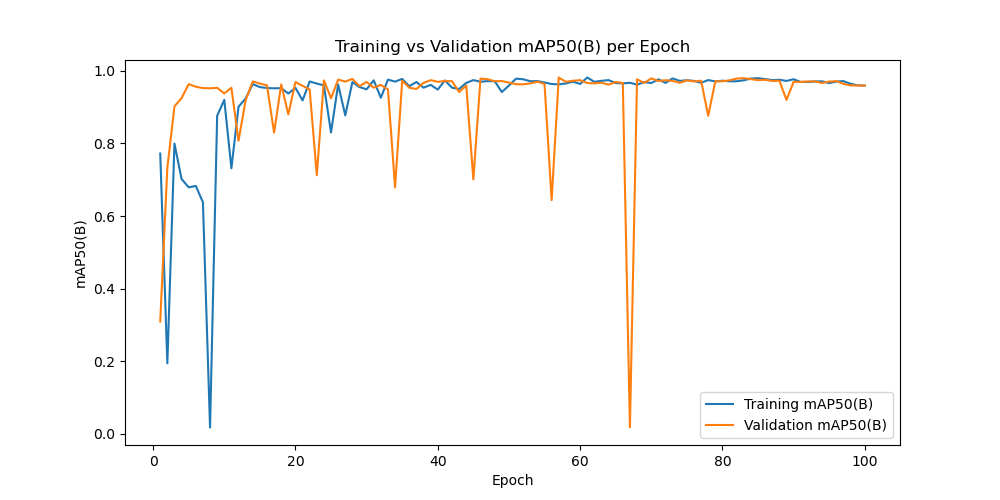 Training vs Validation mAP50(B) per Epoch
1.0
0.8
0.6
0.4
0.2
0.0
mAP50(B)
0 20 40 60 80 100
Epoch
Training mAP50(B)
Validation mAP50(B)